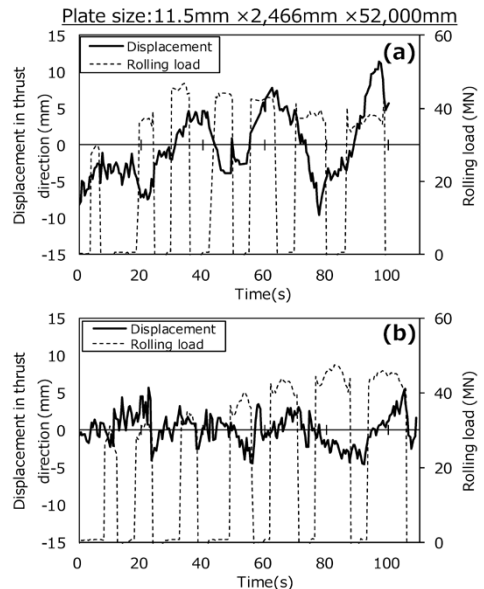 Plate size:11.5mm ×2,466mm ×52,000mm
(a)
Displacement
Rolling load
Displacement in thrust
direction (mm)
15
10
5
0
-5
-10
-15
60
40
20
0
Rolling load (MN)
0 20 40 60 80 100
Time(s)
(b)
Displacement
Rolling load
Displacement in thrust
direction (mm)
15
10
5
0
-5
-10
-15
60
40
20
0
Rolling load (MN)
0 20 40 60 80 100
Time(s)